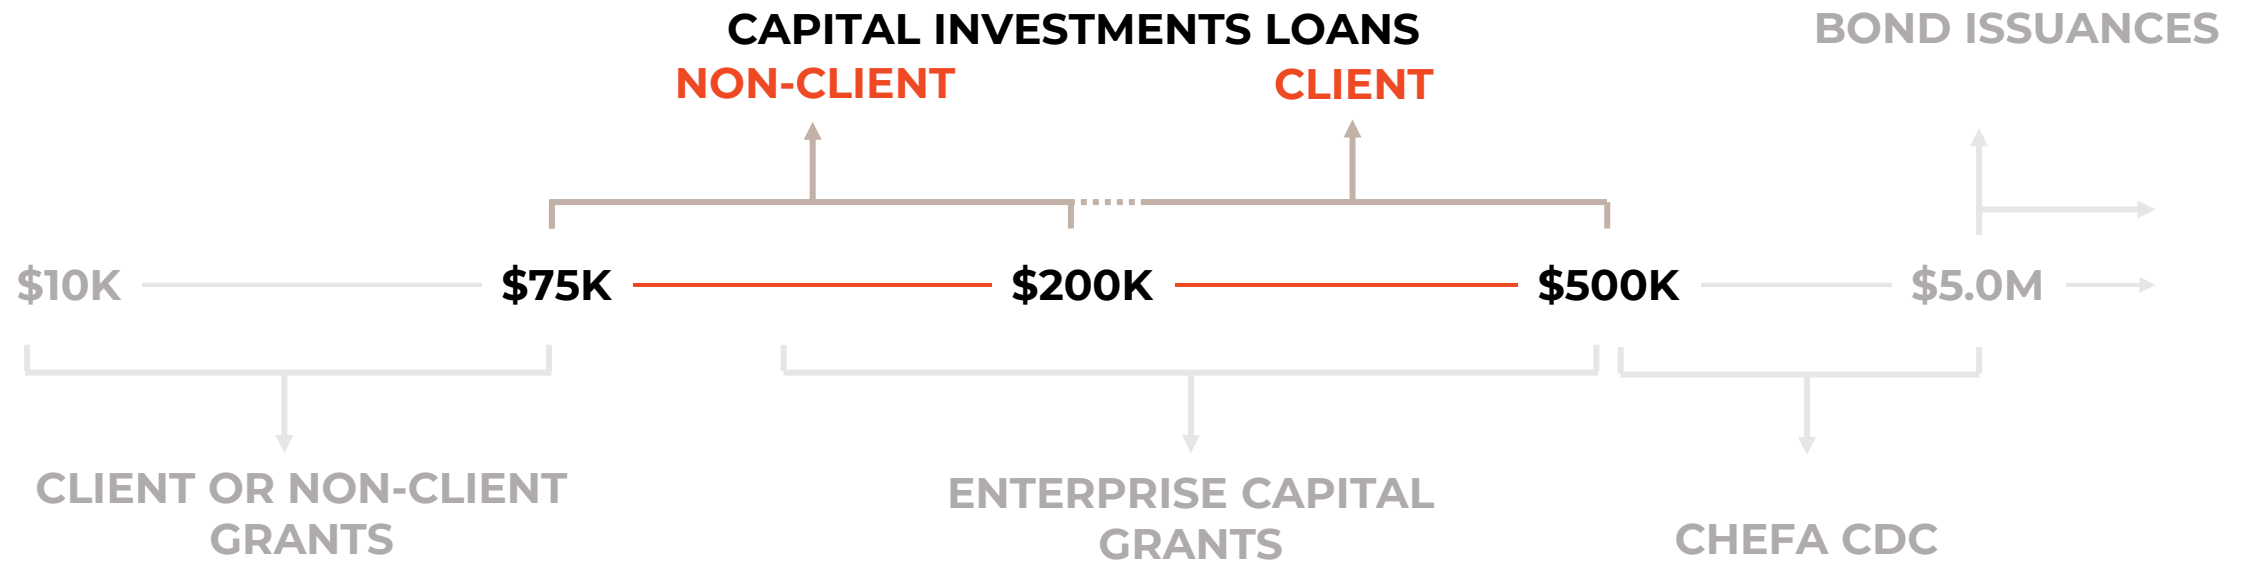 CAPITAL INVESTMENTS LOANS
BOND ISSUANCES
NON-CLIENT
CLIENT
$10K
$75K
$200K
$500K
$5.0M
CLIENT OR NON-CLIENT
GRANTS
ENTERPRISE CAPITAL
GRANTS
CHEFA CDC